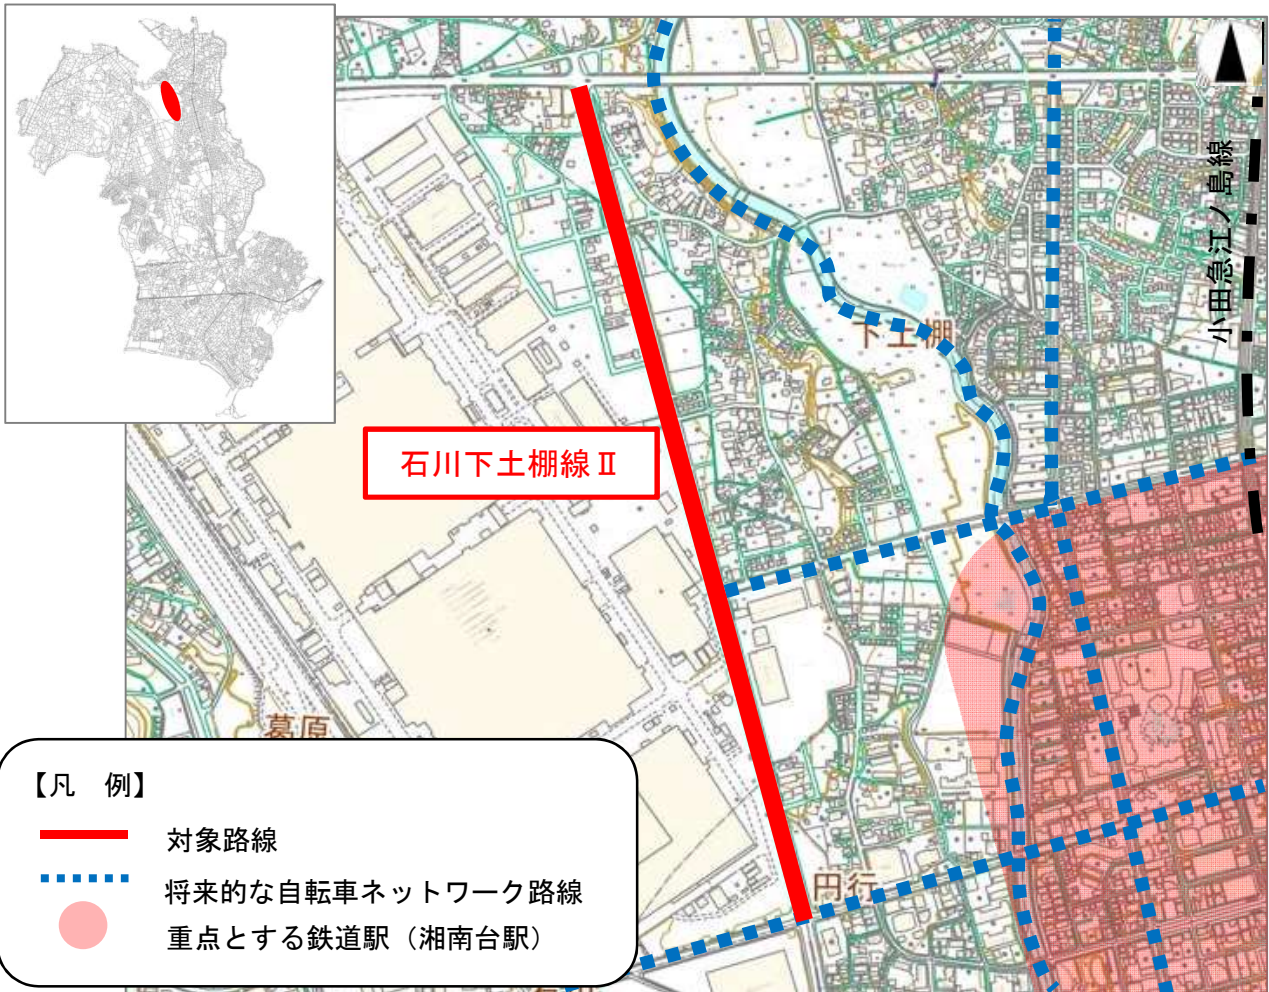 小田急江ノ島線
下土棚
石川下土棚線Ⅱ
葛原
円行
【凡 例】
対象路線
将来的な自転車ネットワーク路線
重点とする鉄道駅（湘南台駅）